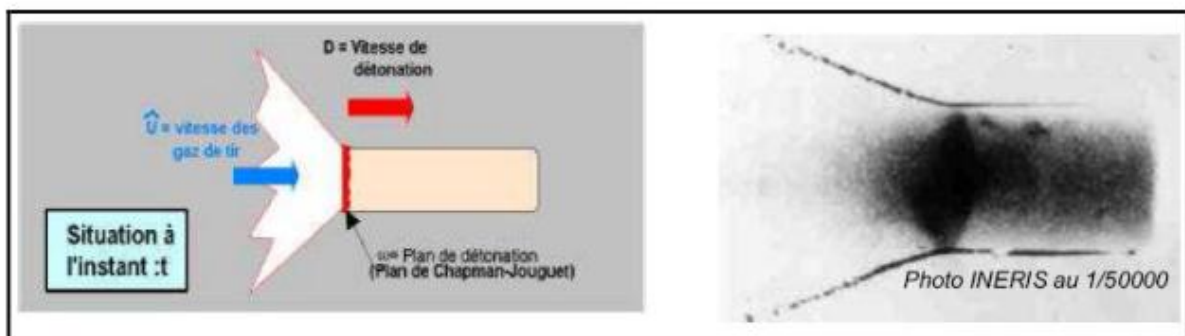 D = Vitesse de
détonation
Û = vitesse des
gaz de tir
Situation à
l'instant :t
ω= Plan de détonation
(Plan de Chapman-Jouguet)
Photo INERIS au 1/50000